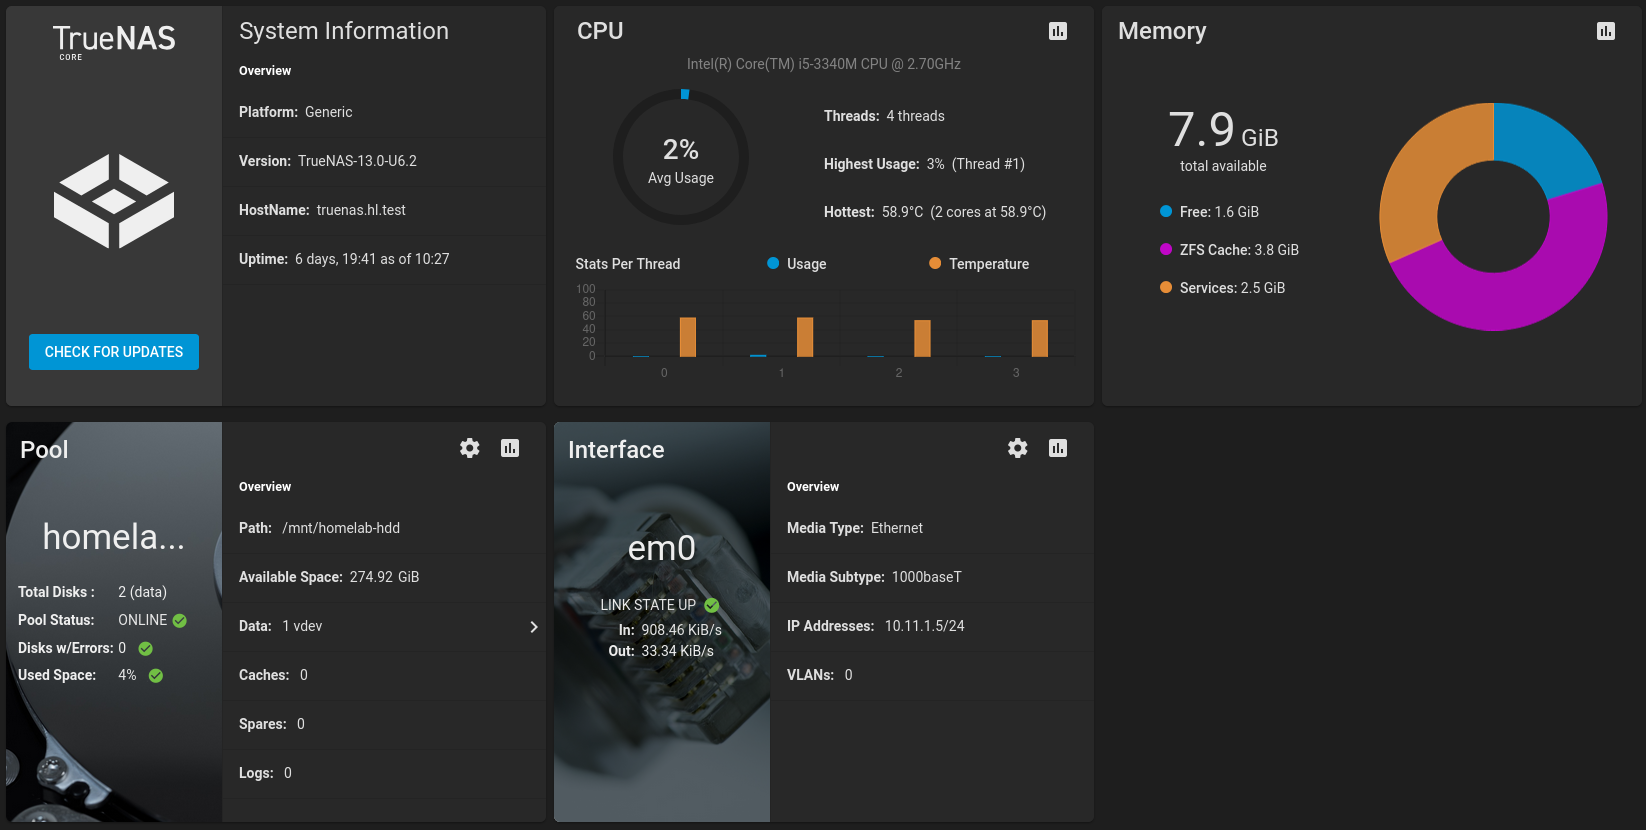 TrueNAS
CORE
System Information
Overview
Platform: Generic
Version: TrueNAS-13.0-U6.2
HostName: truenas.hl.test
Uptime: 6 days, 19:41 as of 10:27
CHECK FOR UPDATES
CPU
Intel(R) Core(TM) i5-3340M CPU @ 2.70GHz
2%
Avg Usage
Threads: 4 threads
Highest Usage: 3% (Thread #1)
Hottest: 58.9°C (2 cores at 58.9°C)
Stats Per Thread Usage Temperature
100
80
60
40
20
0
0 1 2 3
Memory
7.9 GiB
total available
Free: 1.6 GiB
ZFS Cache: 3.8 GiB
Services: 2.5 GiB
Pool
homela...
Total Disks : 2 (data)
Pool Status: ONLINE
Disks w/Errors: 0
Used Space: 4%
Overview
Path: /mnt/homelab-hdd
Available Space: 274.92 GiB
Data: 1 vdev
Caches: 0
Spares: 0
Logs: 0
Interface
em0
LINK STATE UP
In: 908.46 KiB/s
Out: 33.34 KiB/s
Overview
Media Type: Ethernet
Media Subtype: 1000baseT
IP Addresses: 10.11.1.5/24
VLANs: 0